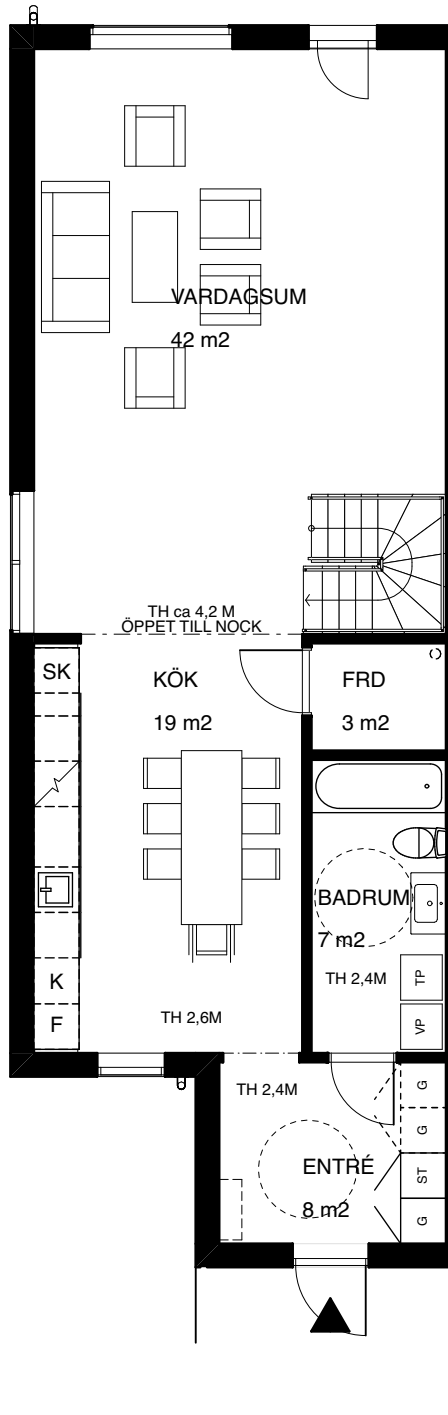 VARDAGSUM
42 m2
TH ca 4,2 M
ÖPPET TILL NOCK
SK
KÖK
19 m2
FRD
3 m2
BADRUM
7 m2
TH 2,4M
TP
VP
K
F
TH 2,6M
TH 2,4M
G
G
ENTRÉ
8 m2
ST
G